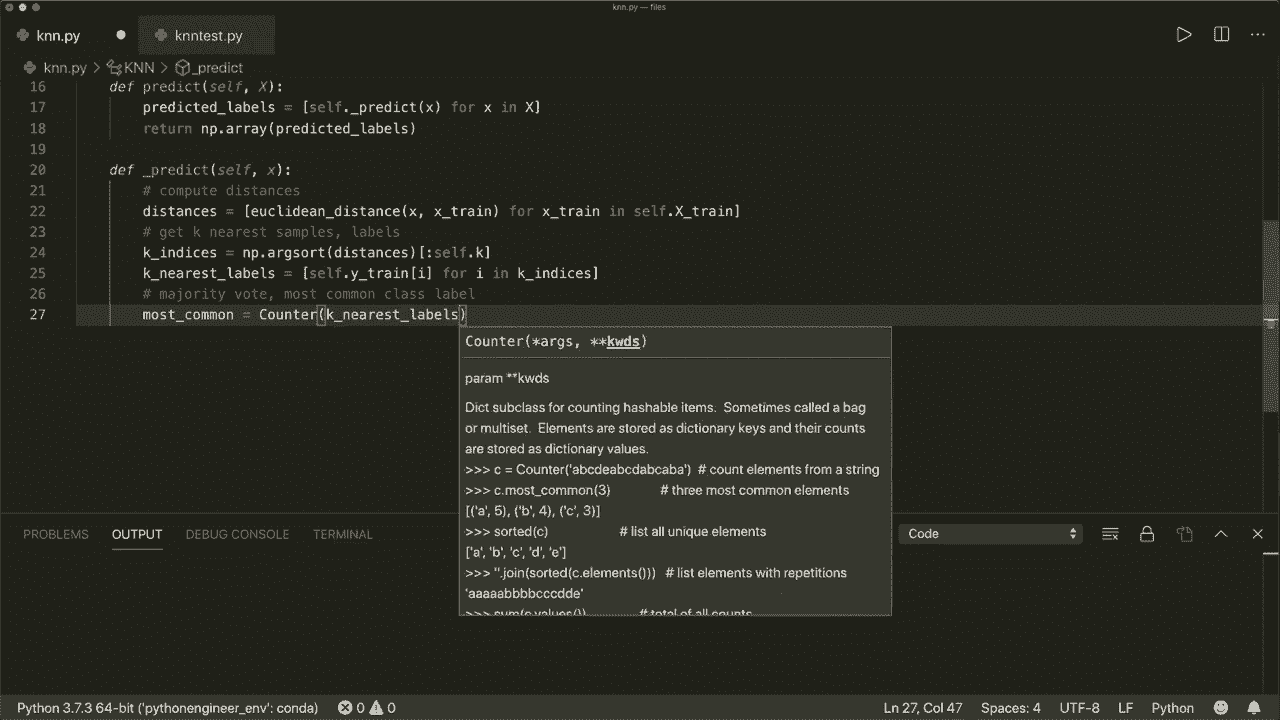 knn.py — files
knn.py knntest.py
knn.py > KNN > _predict
16 def predict(self, X):
17 predicted_labels = [self._predict(x) for x in X]
18 return np.array(predicted_labels)
19
20 def _predict(self, x):
21 # compute distances
22 distances = [euclidean_distance(x, x_train) for x_train in self.X_train]
23 # get k nearest samples, labels
24 k_indices = np.argsort(distances)[:self.k]
25 k_nearest_labels = [self.y_train[i] for i in k_indices]
26 # majority vote, most common class label
27 most_common = Counter(k_nearest_labels)
Counter(*args, **kwds)
param **kwds
Dict subclass for counting hashable items. Sometimes called a bag
or multiset. Elements are stored as dictionary keys and their counts
are stored as dictionary values.
>>> c = Counter('abcdeabcdabcaba') # count elements from a string
>>> c.most_common(3) # three most common elements
[('a', 5), ('b', 4), ('c', 3)]
>>> sorted(c) # list all unique elements
['a', 'b', 'c', 'd', 'e']
>>> ''.join(sorted(c.elements())) # list elements with repetitions
'aaaaabbbbcccdde'
>>> sum(c.values()) # total of all counts
PROBLEMS OUTPUT DEBUG CONSOLE TERMINAL Code
Python 3.7.3 64-bit ('pythonengineer_env': conda) 0 0 Ln 27, Col 47 Spaces: 4 UTF-8 LF Python